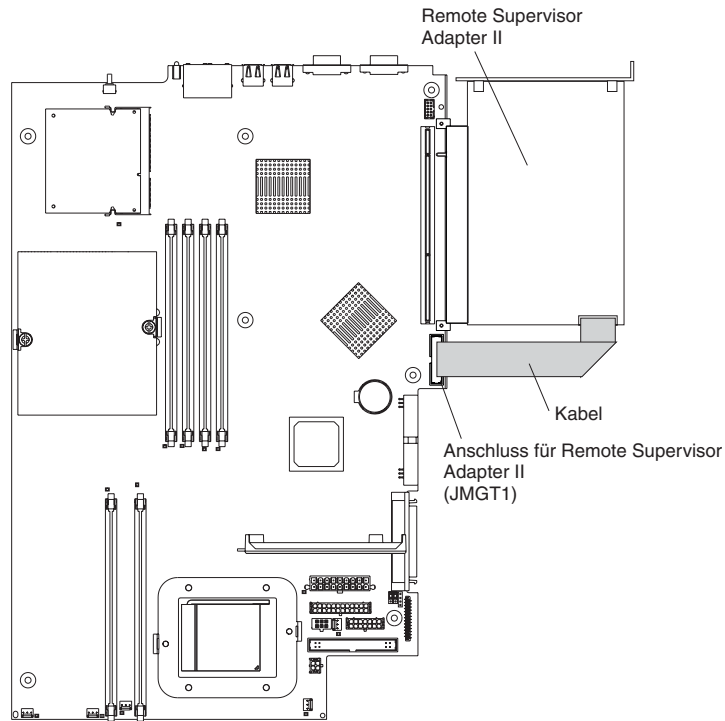 Remote Supervisor
Adapter II
Kabel
Anschluss für Remote Supervisor
Adapter II
(JMGT1)